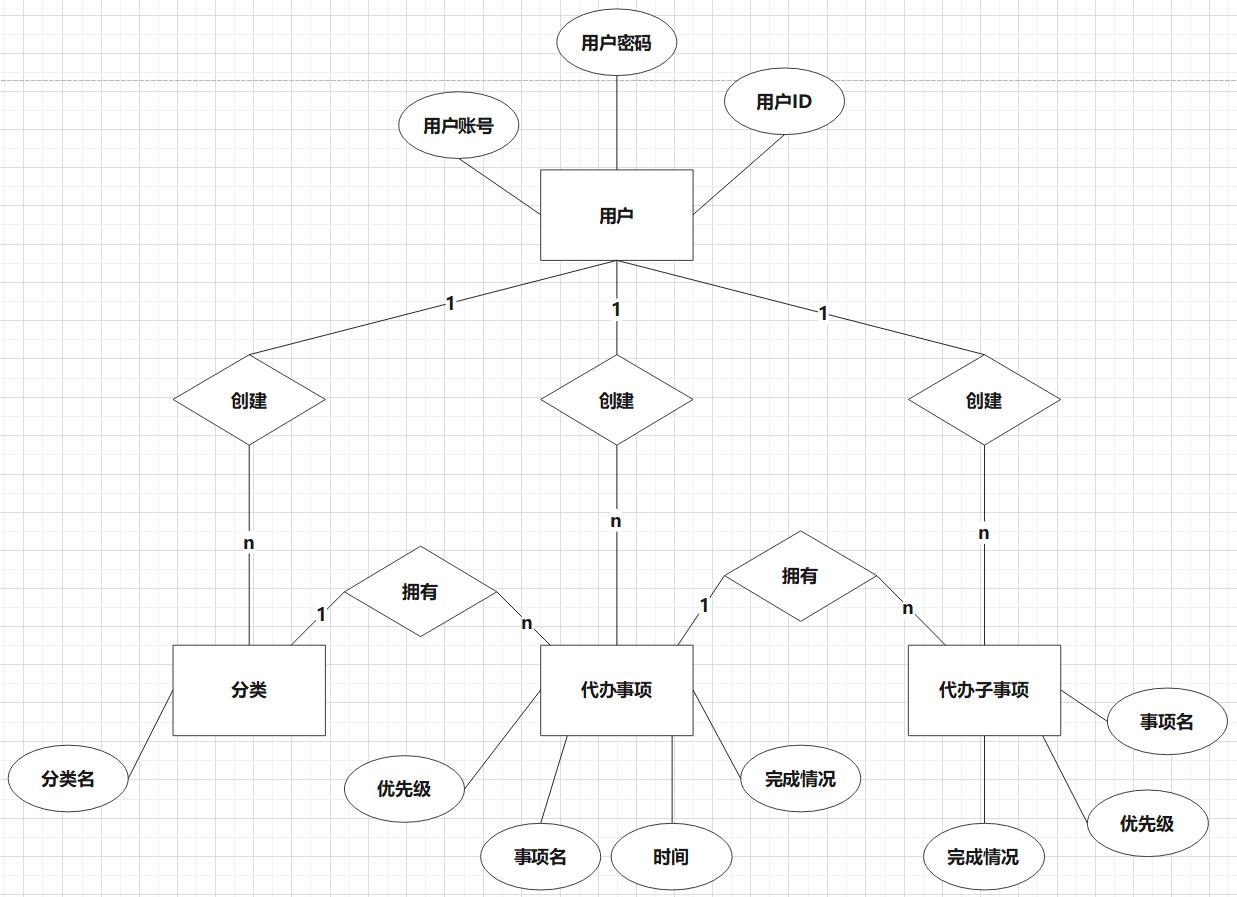 用户密码
用户ID
用户账号
用户
1
1
1
创建
创建
创建
n
n
n
拥有
拥有
1
n
1
n
分类
代办事项
代办子事项
事项名
分类名
优先级
完成情况
优先级
事项名
时间
完成情况